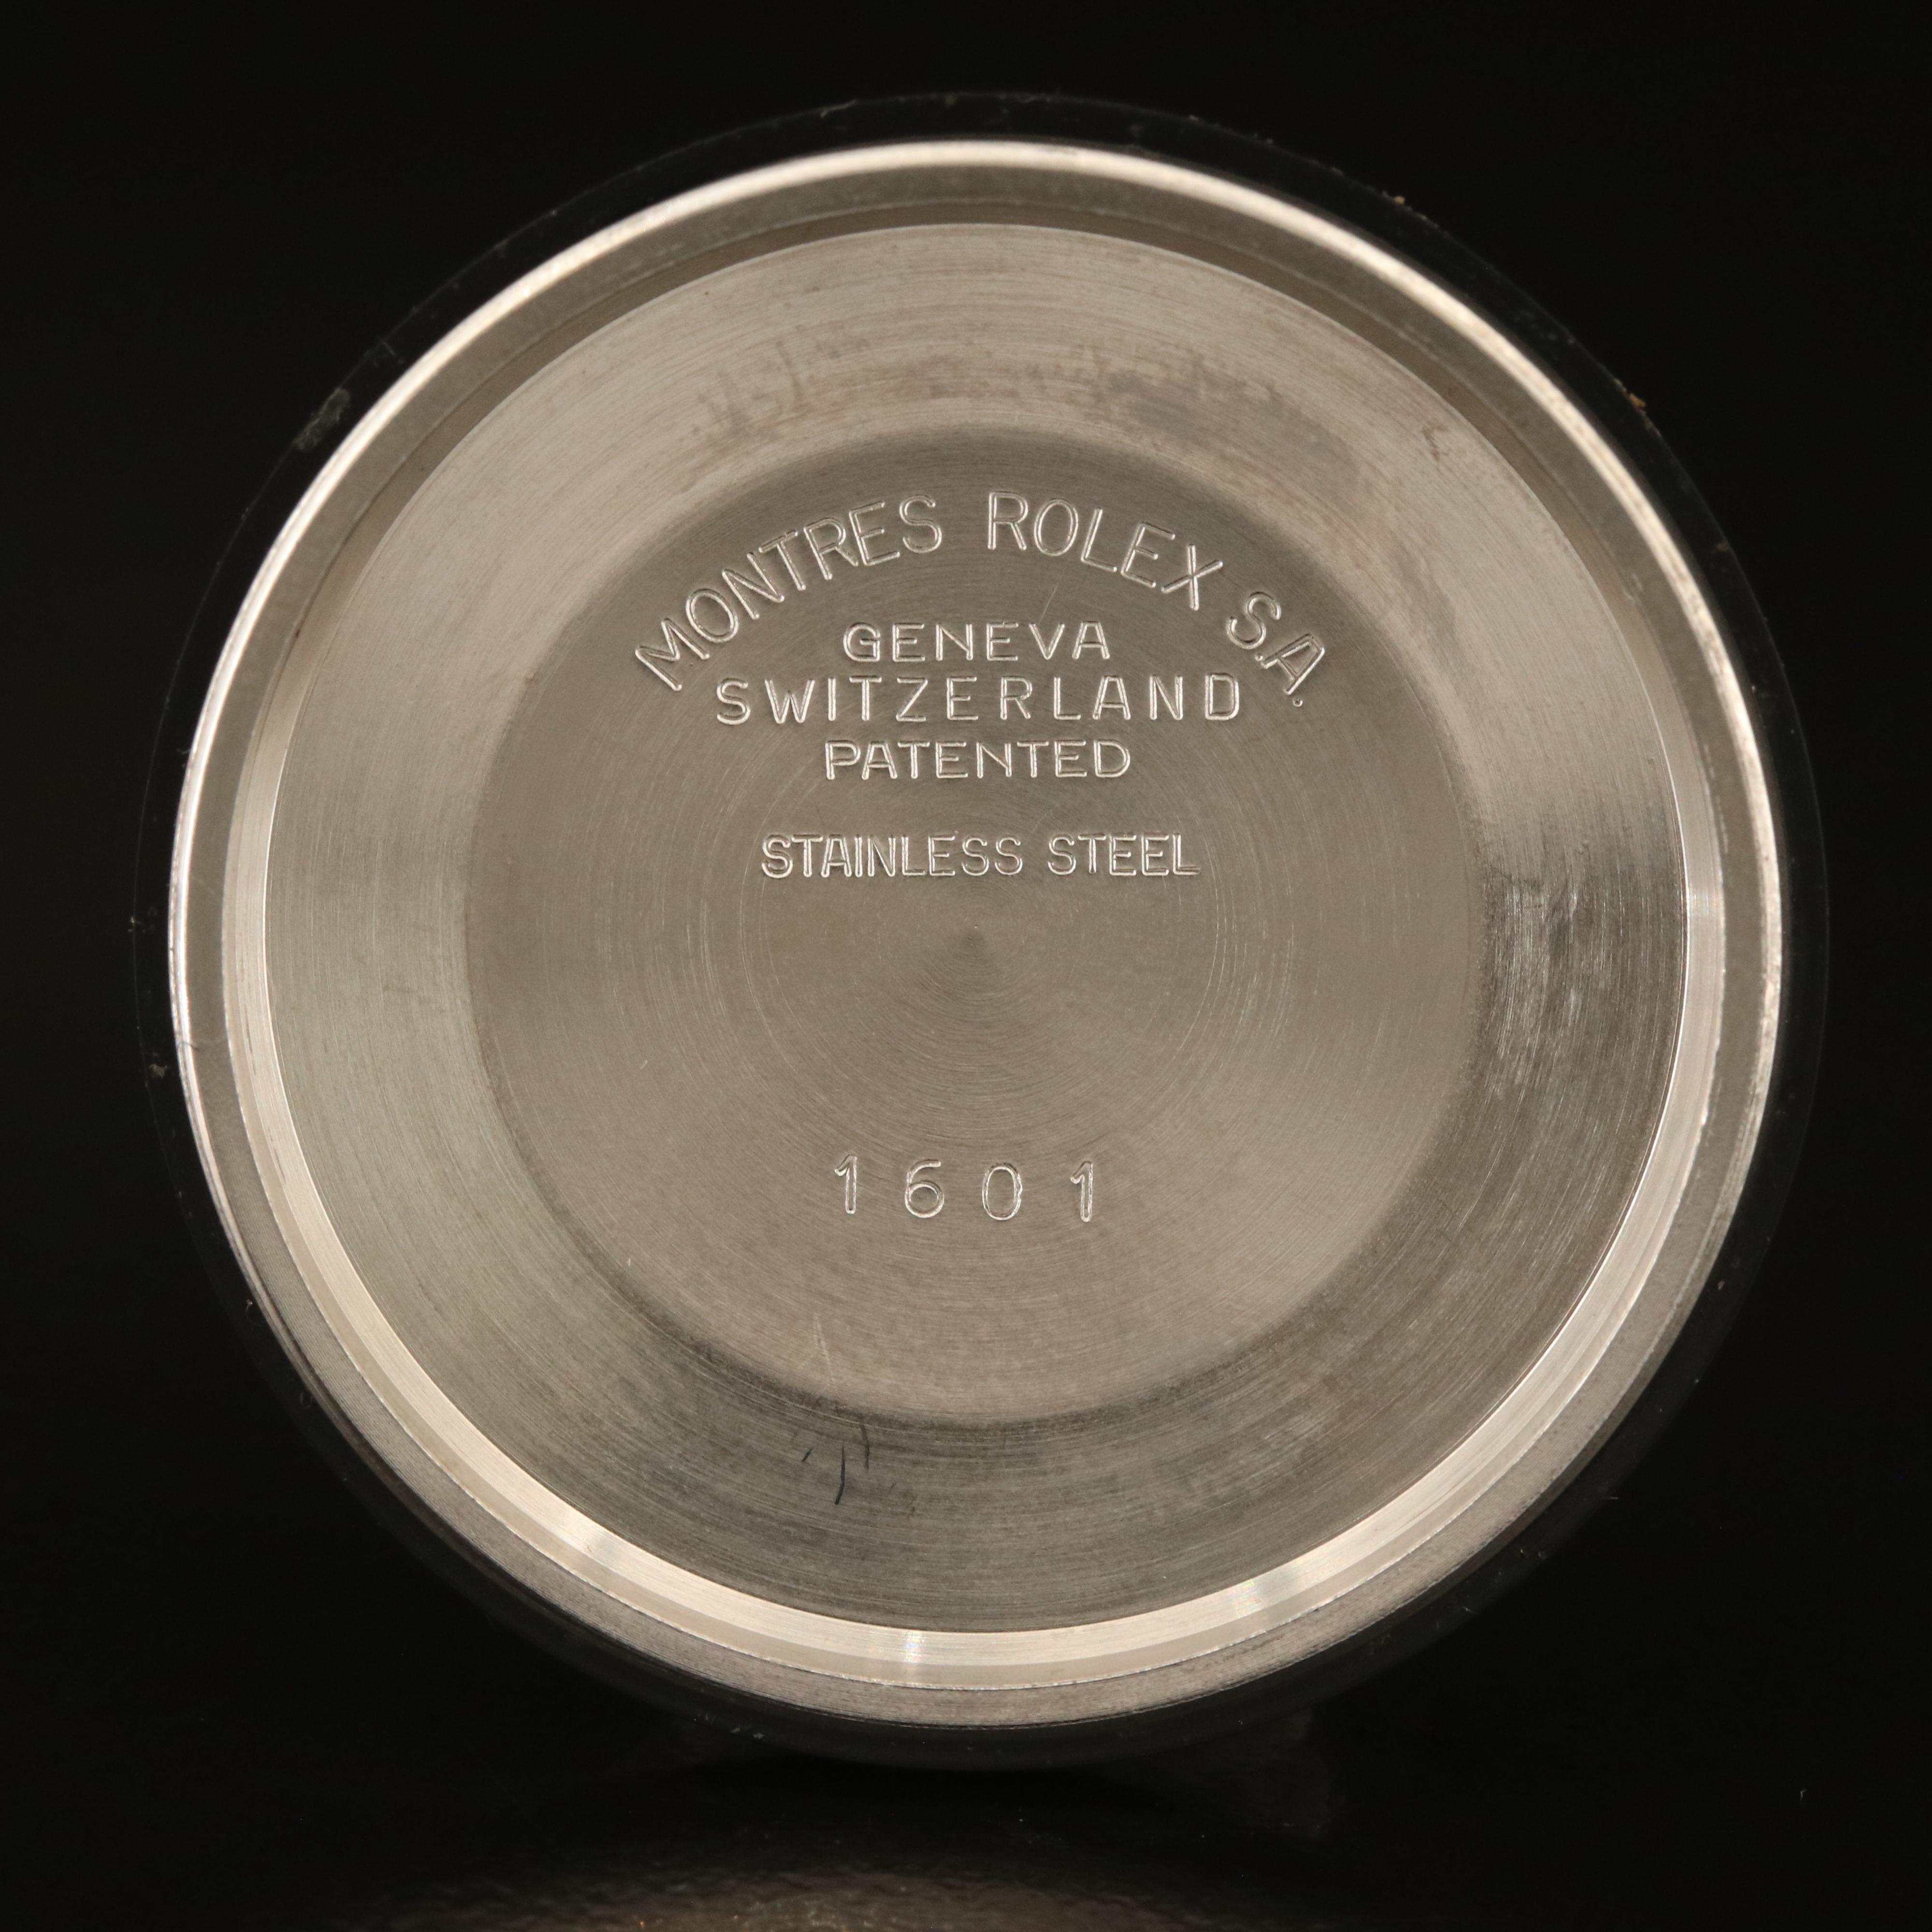 MONTRES ROLEX S.A.
GENEVA
SWITZERLAND
PATENTED
STAINLESS STEEL
1601